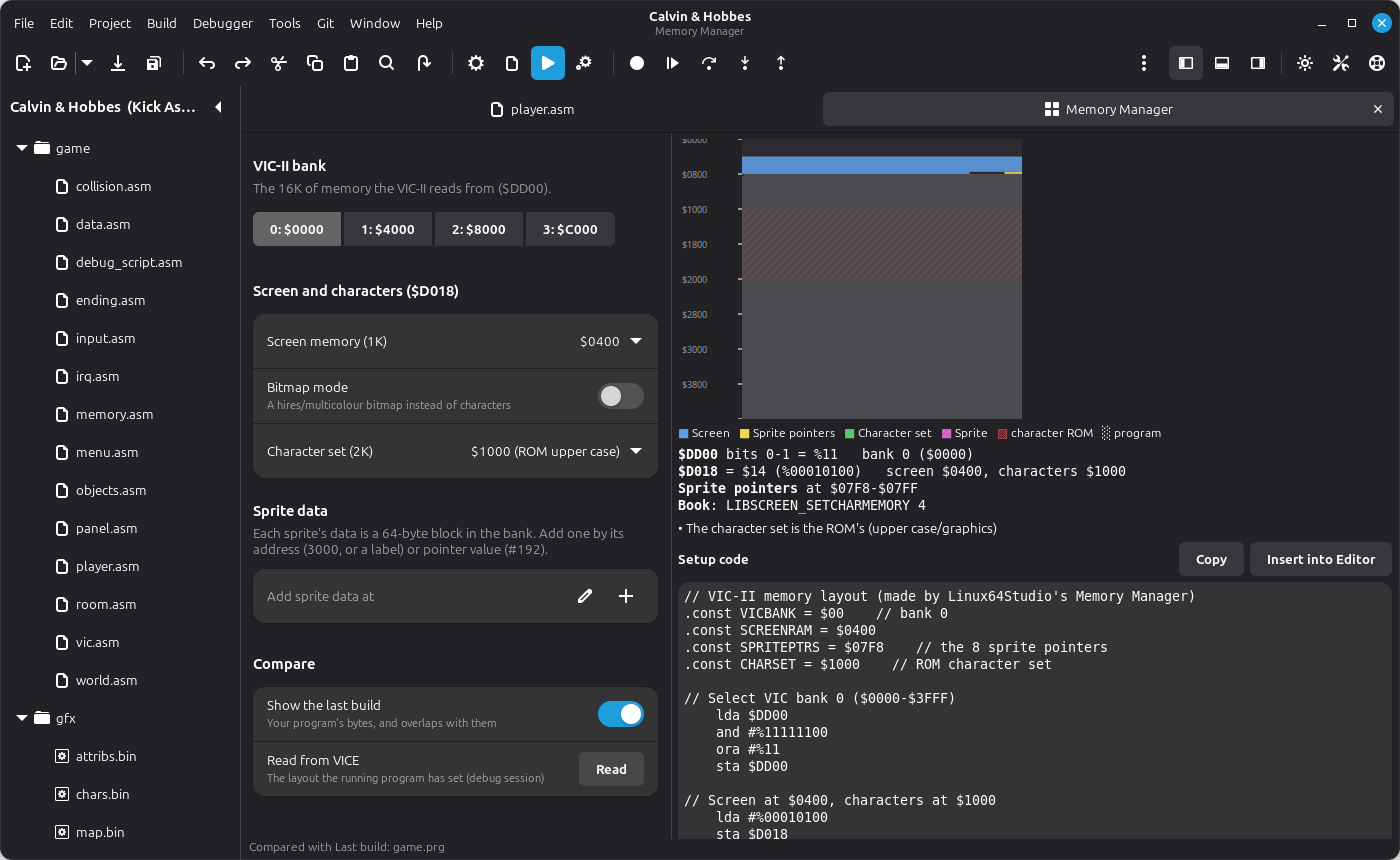 File Edit Project Build Debugger Tools Git Window Help
Calvin & Hobbes
Memory Manager
Calvin & Hobbes (Kick As…
player.asm
Memory Manager
game
collision.asm
data.asm
debug_script.asm
ending.asm
input.asm
irq.asm
memory.asm
menu.asm
objects.asm
panel.asm
player.asm
room.asm
vic.asm
world.asm
gfx
attribs.bin
chars.bin
map.bin
VIC-II bank
The 16K of memory the VIC-II reads from ($DD00).
0: $0000 1: $4000 2: $8000 3: $C000
Screen and characters ($D018)
Screen memory (1K) $0400
Bitmap mode
A hires/multicolour bitmap instead of characters
Character set (2K) $1000 (ROM upper case)
Sprite data
Each sprite's data is a 64-byte block in the bank. Add one by its
address (3000, or a label) or pointer value (#192).
Add sprite data at
Compare
Show the last build
Your program's bytes, and overlaps with them
Read from VICE
The layout the running program has set (debug session)
Read
Compared with Last build: game.prg
$0000
$0800
$1000
$1800
$2000
$2800
$3000
$3800
Screen Sprite pointers Character set Sprite character ROM program
$DD00 bits 0-1 = %11 bank 0 ($0000)
$D018 = $14 (%00010100) screen $0400, characters $1000
Sprite pointers at $07F8-$07FF
Book: LIBSCREEN_SETCHARMEMORY 4
• The character set is the ROM's (upper case/graphics)
Setup code
Copy
Insert into Editor
// VIC-II memory layout (made by Linux64Studio's Memory Manager)
.const VICBANK = $00 // bank 0
.const SCREENRAM = $0400
.const SPRITEPTRS = $07F8 // the 8 sprite pointers
.const CHARSET = $1000 // ROM character set
// Select VIC bank 0 ($0000-$3FFF)
lda $DD00
and #%11111100
ora #%11
sta $DD00
// Screen at $0400, characters at $1000
lda #%00010100
sta $D018